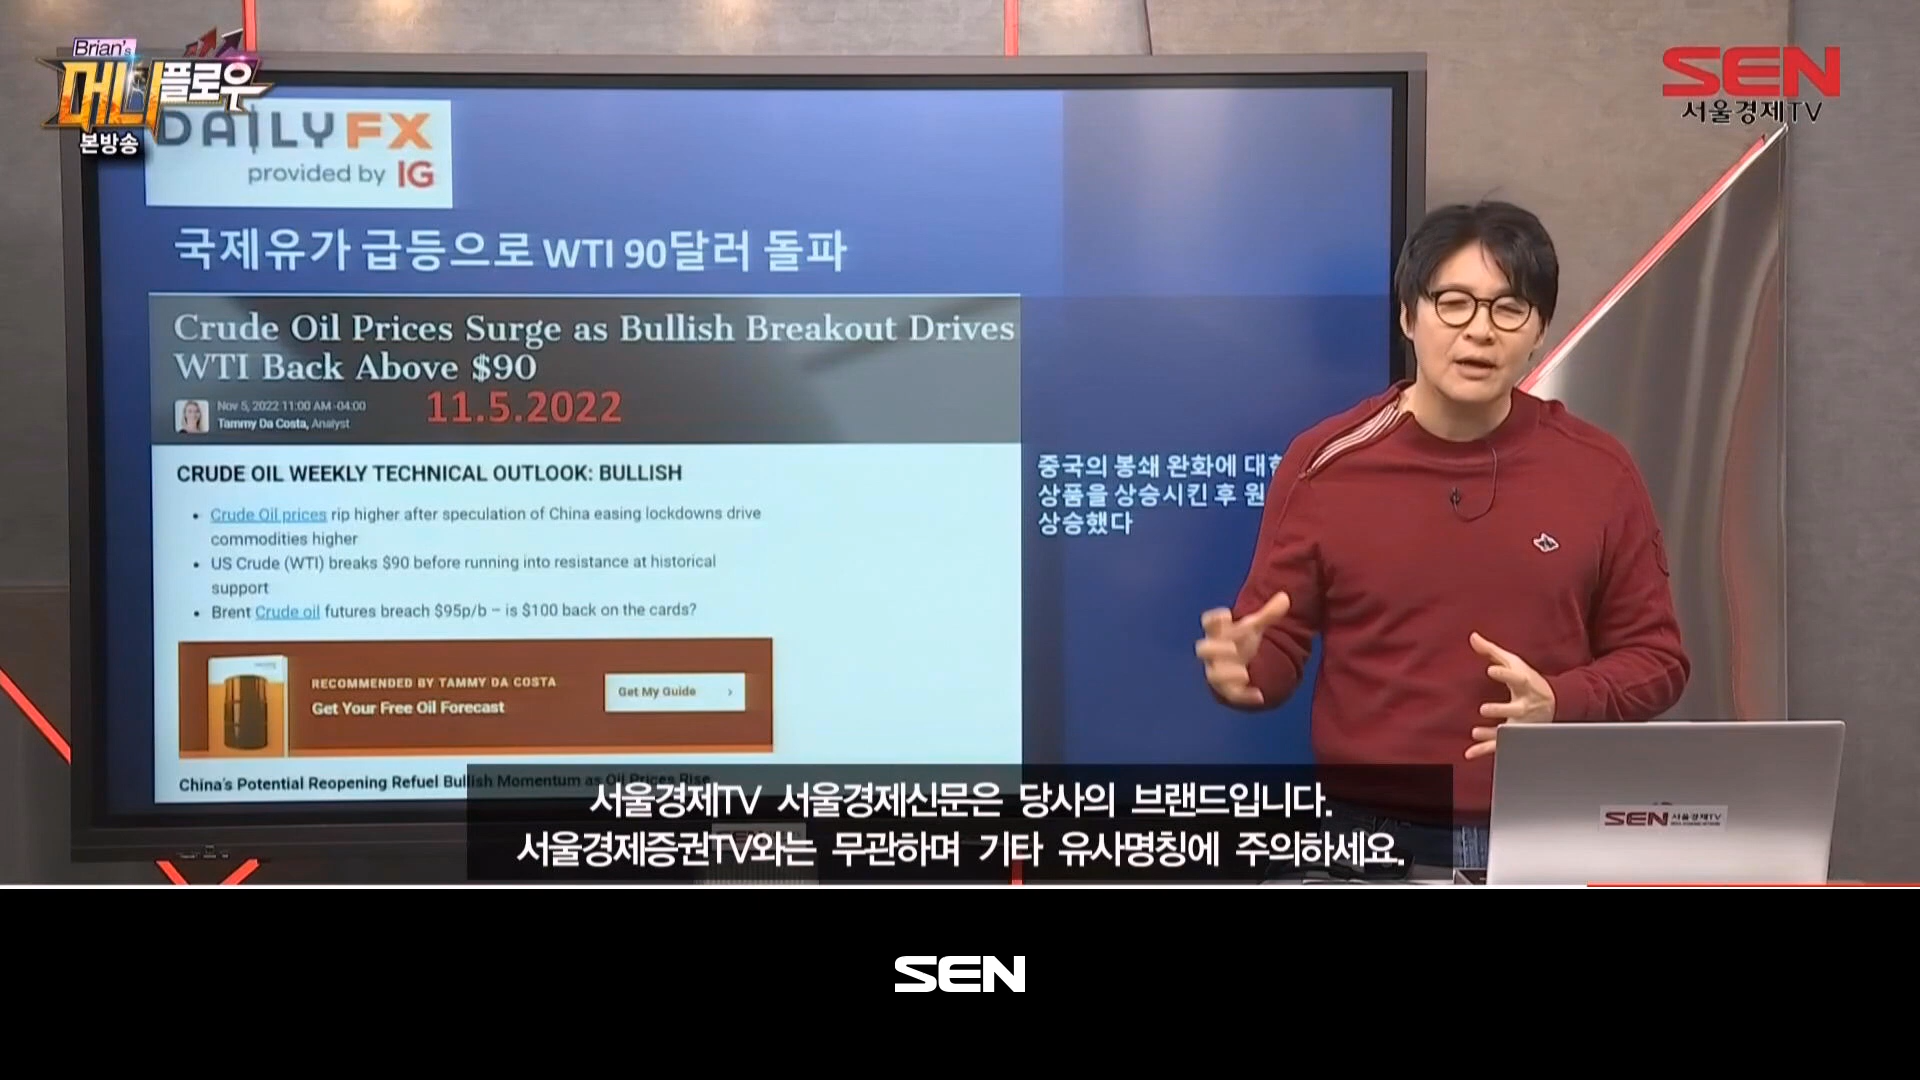 Brian's
머니플로우
본방송
SEN
서울경제TV
DAILYFX
provided by IG
국제유가 급등으로 WTI 90달러 돌파
Crude Oil Prices Surge as Bullish Breakout Drives
WTI Back Above $90
Nov 5, 2022 11:00 AM -04:00
Tammy Da Costa, Analyst
11.5.2022
CRUDE OIL WEEKLY TECHNICAL OUTLOOK: BULLISH
• Crude Oil prices rip higher after speculation of China easing lockdowns drive
commodities higher
• US Crude (WTI) breaks $90 before running into resistance at historical
support
• Brent Crude oil futures breach $95p/b – is $100 back on the cards?
RECOMMENDED BY TAMMY DA COSTA
Get Your Free Oil Forecast
Get My Guide ›
China's Potential Reopening Refuel Bullish Momentum as Oil Prices Rise
중국의 봉쇄 완화에
상품을 상승시킨 후
상승했다
서울경제TV 서울경제신문은 당사의 브랜드입니다.
서울경제증권TV와는 무관하며 기타 유사명칭에 주의하세요.
SEN 서울경제TV
SEN